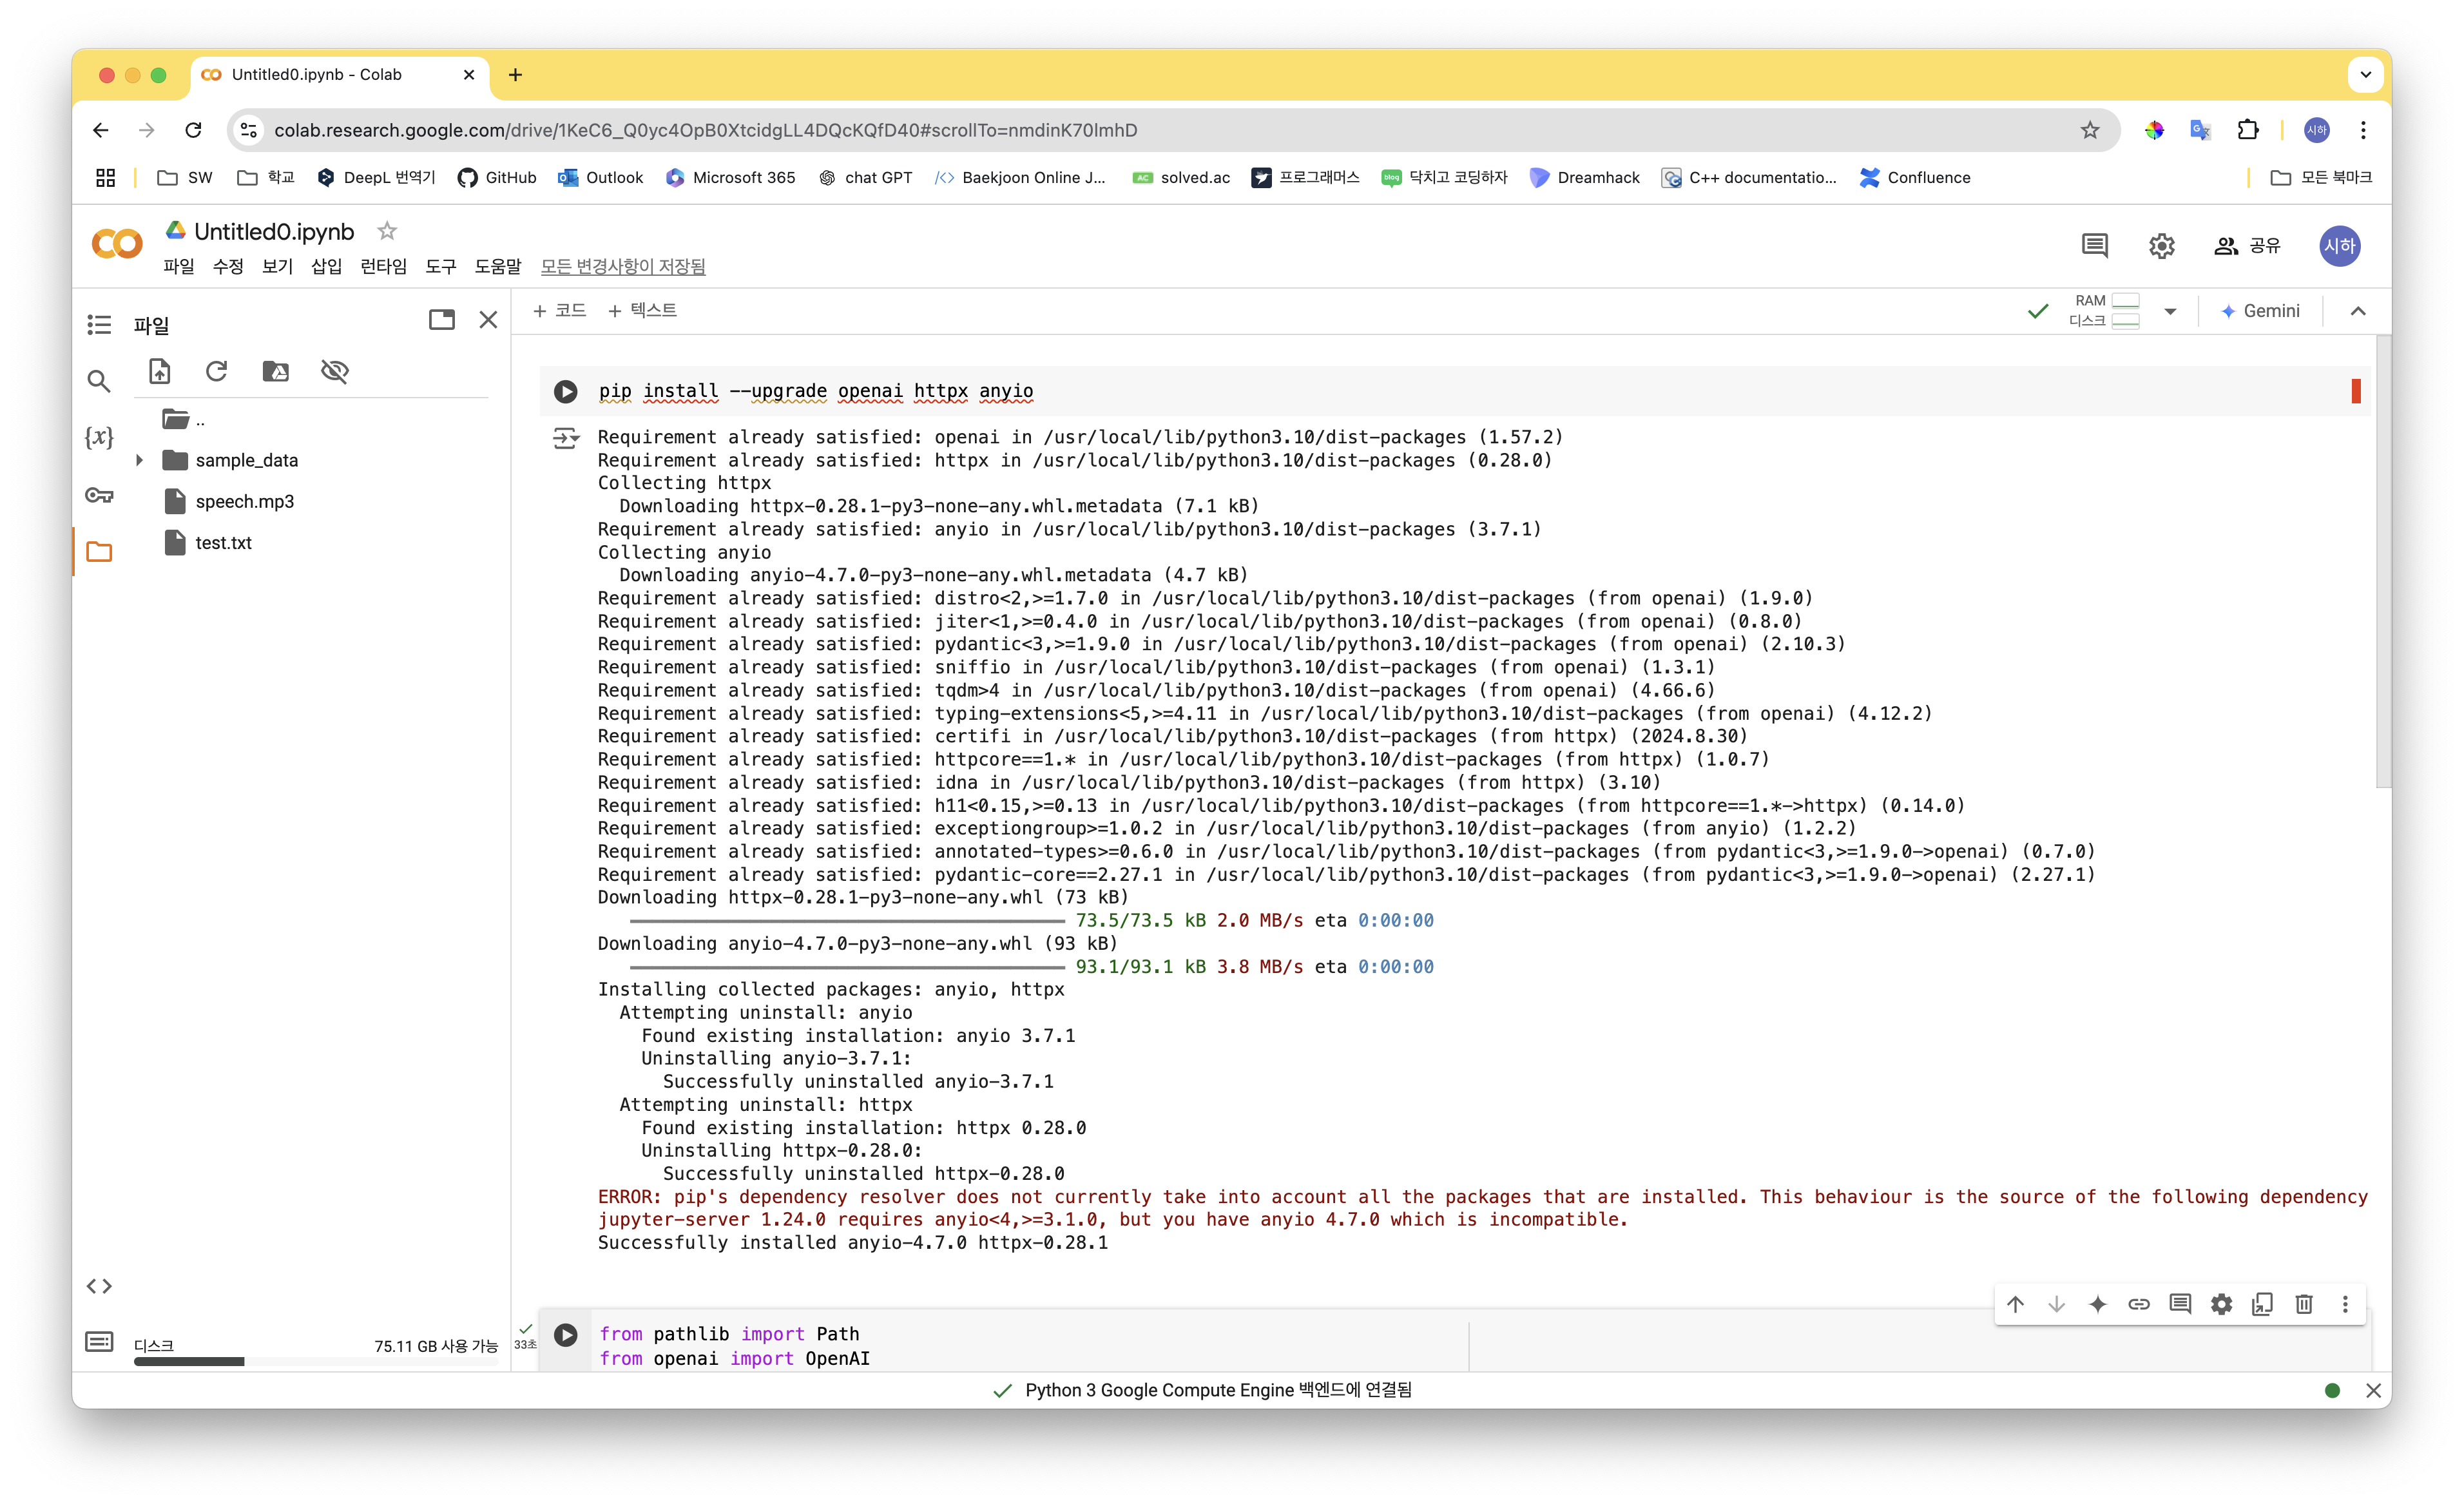 Untitled0.ipynb - Colab
colab.research.google.com/drive/1KeC6_Q0yc4OpB0XtcidgLL4DQcKQfD40#scrollTo=nmdinK70lmhD
시하
SW 학교 DeepL 번역기 GitHub Outlook Microsoft 365 chat GPT Baekjoon Online J... solved.ac 프로그래머스 닥치고 코딩하자 Dreamhack C++ documentatio... Confluence 모든 북마크
Untitled0.ipynb
파일 수정 보기 삽입 런타임 도구 도움말 모든 변경사항이 저장됨
공유 시하
파일
+ 코드 + 텍스트
RAM
디스크
Gemini
..
sample_data
speech.mp3
test.txt
pip install --upgrade openai httpx anyio
Requirement already satisfied: openai in /usr/local/lib/python3.10/dist-packages (1.57.2)
Requirement already satisfied: httpx in /usr/local/lib/python3.10/dist-packages (0.28.0)
Collecting httpx
Downloading httpx-0.28.1-py3-none-any.whl.metadata (7.1 kB)
Requirement already satisfied: anyio in /usr/local/lib/python3.10/dist-packages (3.7.1)
Collecting anyio
Downloading anyio-4.7.0-py3-none-any.whl.metadata (4.7 kB)
Requirement already satisfied: distro<2,>=1.7.0 in /usr/local/lib/python3.10/dist-packages (from openai) (1.9.0)
Requirement already satisfied: jiter<1,>=0.4.0 in /usr/local/lib/python3.10/dist-packages (from openai) (0.8.0)
Requirement already satisfied: pydantic<3,>=1.9.0 in /usr/local/lib/python3.10/dist-packages (from openai) (2.10.3)
Requirement already satisfied: sniffio in /usr/local/lib/python3.10/dist-packages (from openai) (1.3.1)
Requirement already satisfied: tqdm>4 in /usr/local/lib/python3.10/dist-packages (from openai) (4.66.6)
Requirement already satisfied: typing-extensions<5,>=4.11 in /usr/local/lib/python3.10/dist-packages (from openai) (4.12.2)
Requirement already satisfied: certifi in /usr/local/lib/python3.10/dist-packages (from httpx) (2024.8.30)
Requirement already satisfied: httpcore==1.* in /usr/local/lib/python3.10/dist-packages (from httpx) (1.0.7)
Requirement already satisfied: idna in /usr/local/lib/python3.10/dist-packages (from httpx) (3.10)
Requirement already satisfied: h11<0.15,>=0.13 in /usr/local/lib/python3.10/dist-packages (from httpcore==1.*->httpx) (0.14.0)
Requirement already satisfied: exceptiongroup>=1.0.2 in /usr/local/lib/python3.10/dist-packages (from anyio) (1.2.2)
Requirement already satisfied: annotated-types>=0.6.0 in /usr/local/lib/python3.10/dist-packages (from pydantic<3,>=1.9.0->openai) (0.7.0)
Requirement already satisfied: pydantic-core==2.27.1 in /usr/local/lib/python3.10/dist-packages (from pydantic<3,>=1.9.0->openai) (2.27.1)
Downloading httpx-0.28.1-py3-none-any.whl (73 kB)
73.5/73.5 kB 2.0 MB/s eta 0:00:00
Downloading anyio-4.7.0-py3-none-any.whl (93 kB)
93.1/93.1 kB 3.8 MB/s eta 0:00:00
Installing collected packages: anyio, httpx
Attempting uninstall: anyio
Found existing installation: anyio 3.7.1
Uninstalling anyio-3.7.1:
Successfully uninstalled anyio-3.7.1
Attempting uninstall: httpx
Found existing installation: httpx 0.28.0
Uninstalling httpx-0.28.0:
Successfully uninstalled httpx-0.28.0
ERROR: pip's dependency resolver does not currently take into account all the packages that are installed. This behaviour is the source of the following dependency
jupyter-server 1.24.0 requires anyio<4,>=3.1.0, but you have anyio 4.7.0 which is incompatible.
Successfully installed anyio-4.7.0 httpx-0.28.1
디스크 75.11 GB 사용 가능
33초
from pathlib import Path
from openai import OpenAI
Python 3 Google Compute Engine 백엔드에 연결됨